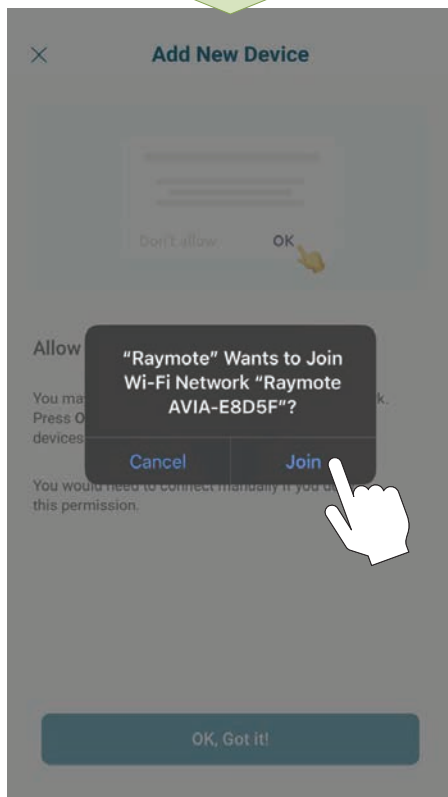 Add New Device
Don't allow OK
Allow
"Raymote" Wants to Join
Wi-Fi Network "Raymote
AVIA-E8D5F"?
Cancel Join
You ma k.
Press O
devices
You would need to connect manually if you
this permission.
OK, Got it!